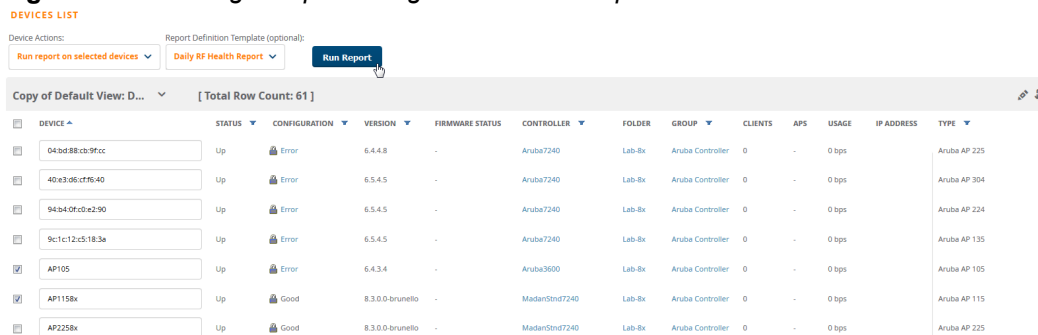 DEVICES LIST
Device Actions: Report Definition Template (optional):
Run report on selected devices Daily RF Health Report Run Report
Copy of Default View: D... [ Total Row Count: 61 ]
DEVICE STATUS CONFIGURATION VERSION FIRMWARE STATUS CONTROLLER FOLDER GROUP CLIENTS APS USAGE IP ADDRESS TYPE
04:bd:88:cb:9f:cc Up Error 6.4.4.8 - Aruba7240 Lab-8x Aruba Controller 0 - 0 bps Aruba AP 225
40:e3:d6:cf:f6:40 Up Error 6.5.4.5 - Aruba7240 Lab-8x Aruba Controller 0 - 0 bps Aruba AP 304
94:b4:0f:c0:e2:90 Up Error 6.5.4.5 - Aruba7240 Lab-8x Aruba Controller 0 - 0 bps Aruba AP 224
9c:1c:12:c5:18:3a Up Error 6.5.4.5 - Aruba7240 Lab-8x Aruba Controller 0 - 0 bps Aruba AP 135
AP105 Up Error 6.4.3.4 - Aruba3600 Lab-8x Aruba Controller 0 - 0 bps Aruba AP 105
AP1158x Up Good 8.3.0.0-brunello - MadanStnd7240 Lab-8x Aruba Controller 0 - 0 bps Aruba AP 115
AP2258x Up Good 8.3.0.0-brunello - MadanStnd7240 Lab-8x Aruba Controller 0 - 0 bps Aruba AP 225